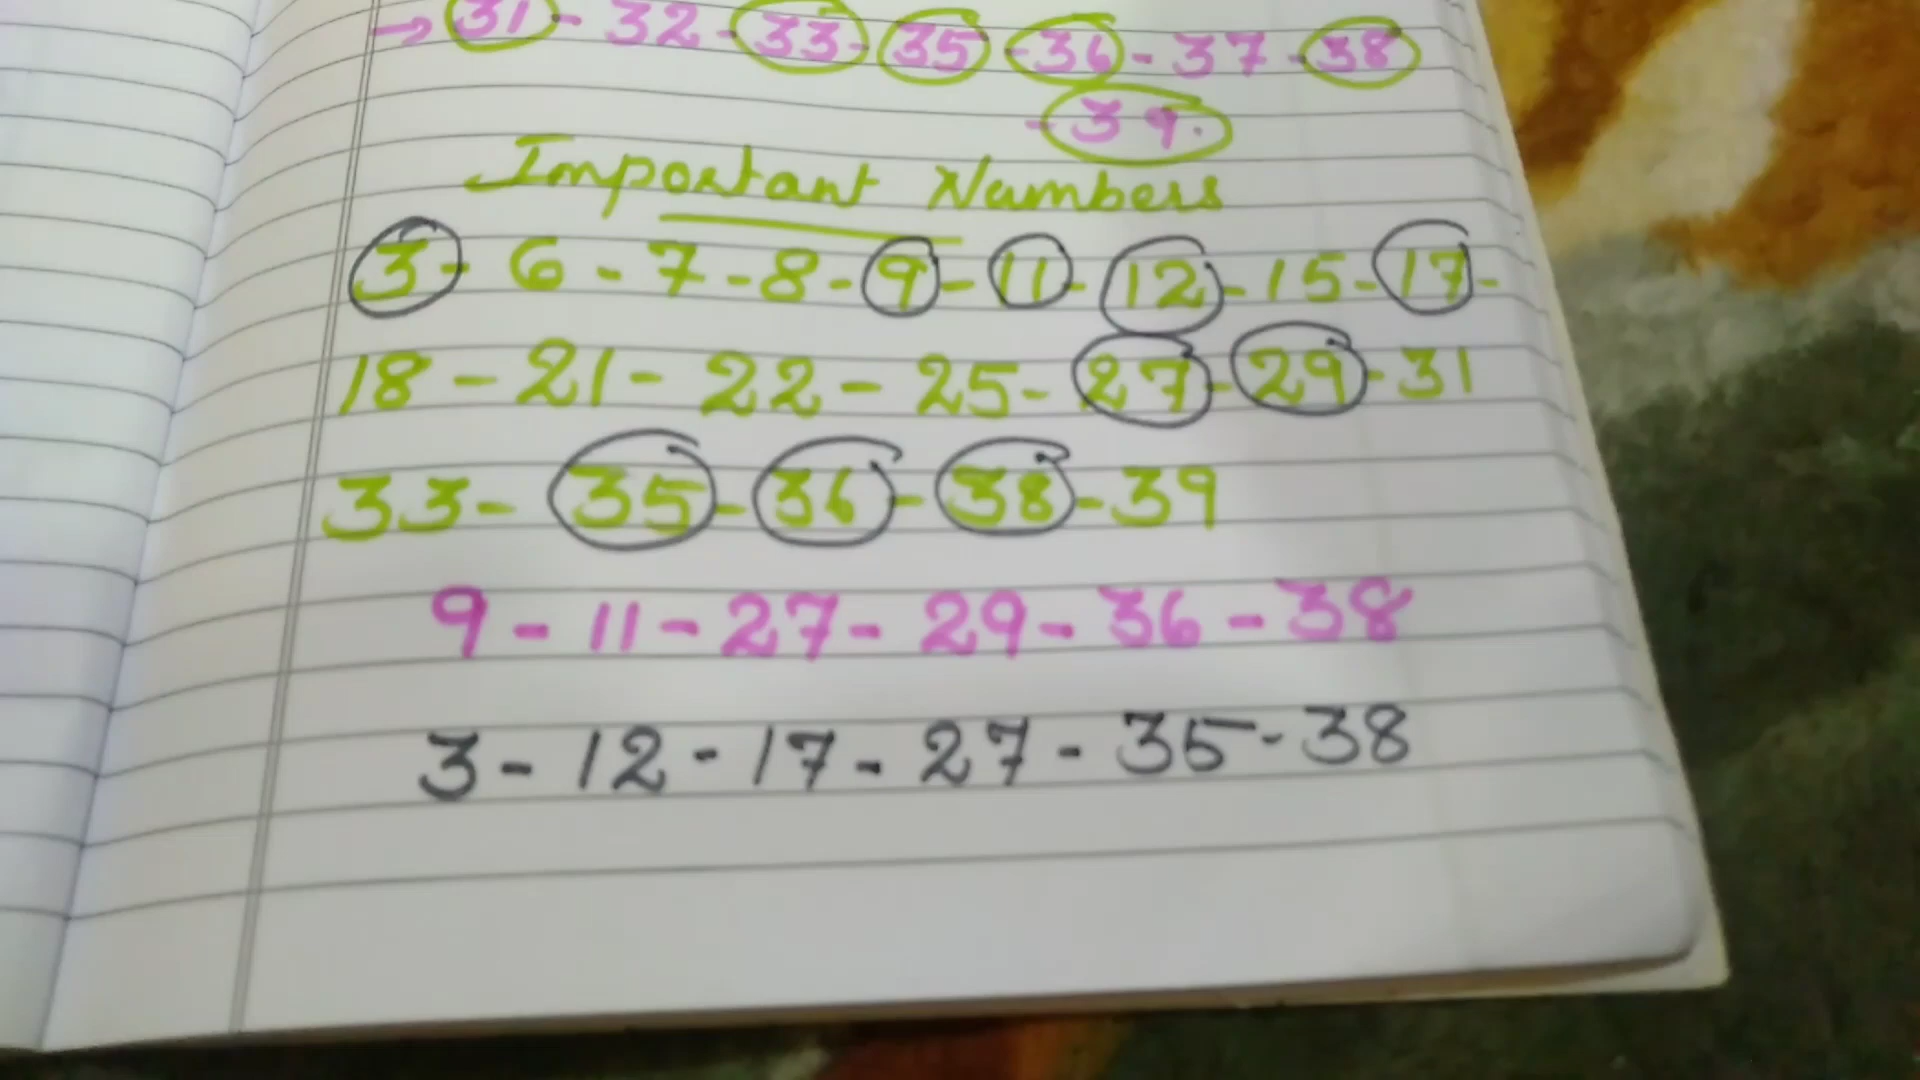 → 31 - 32 - 33 - 35 - 36 - 37 - 38
- 39.
Important Numbers
3 - 6 - 7 - 8 - 9 - 11 - 12 - 15 - 17 -
18 - 21 - 22 - 25 - 27 - 29 - 31
33 - 35 - 36 - 38 - 39
9 - 11 - 27 - 29 - 36 - 38
3 - 12 - 17 - 27 - 35 - 38